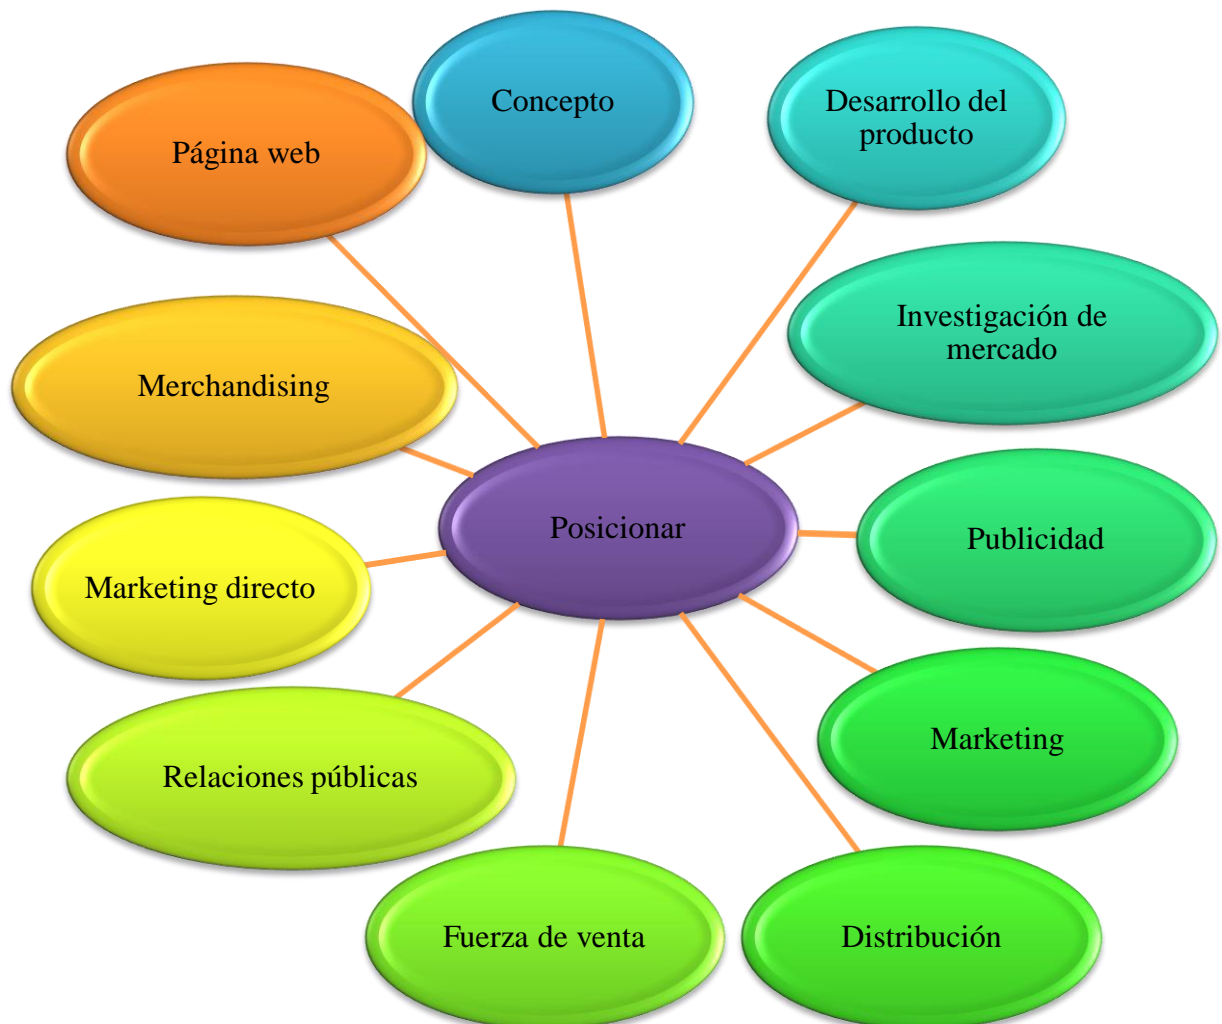 Concepto
Desarrollo del
producto
Página web
Investigación de
mercado
Merchandising
Posicionar
Publicidad
Marketing directo
Marketing
Relaciones públicas
Fuerza de venta
Distribución